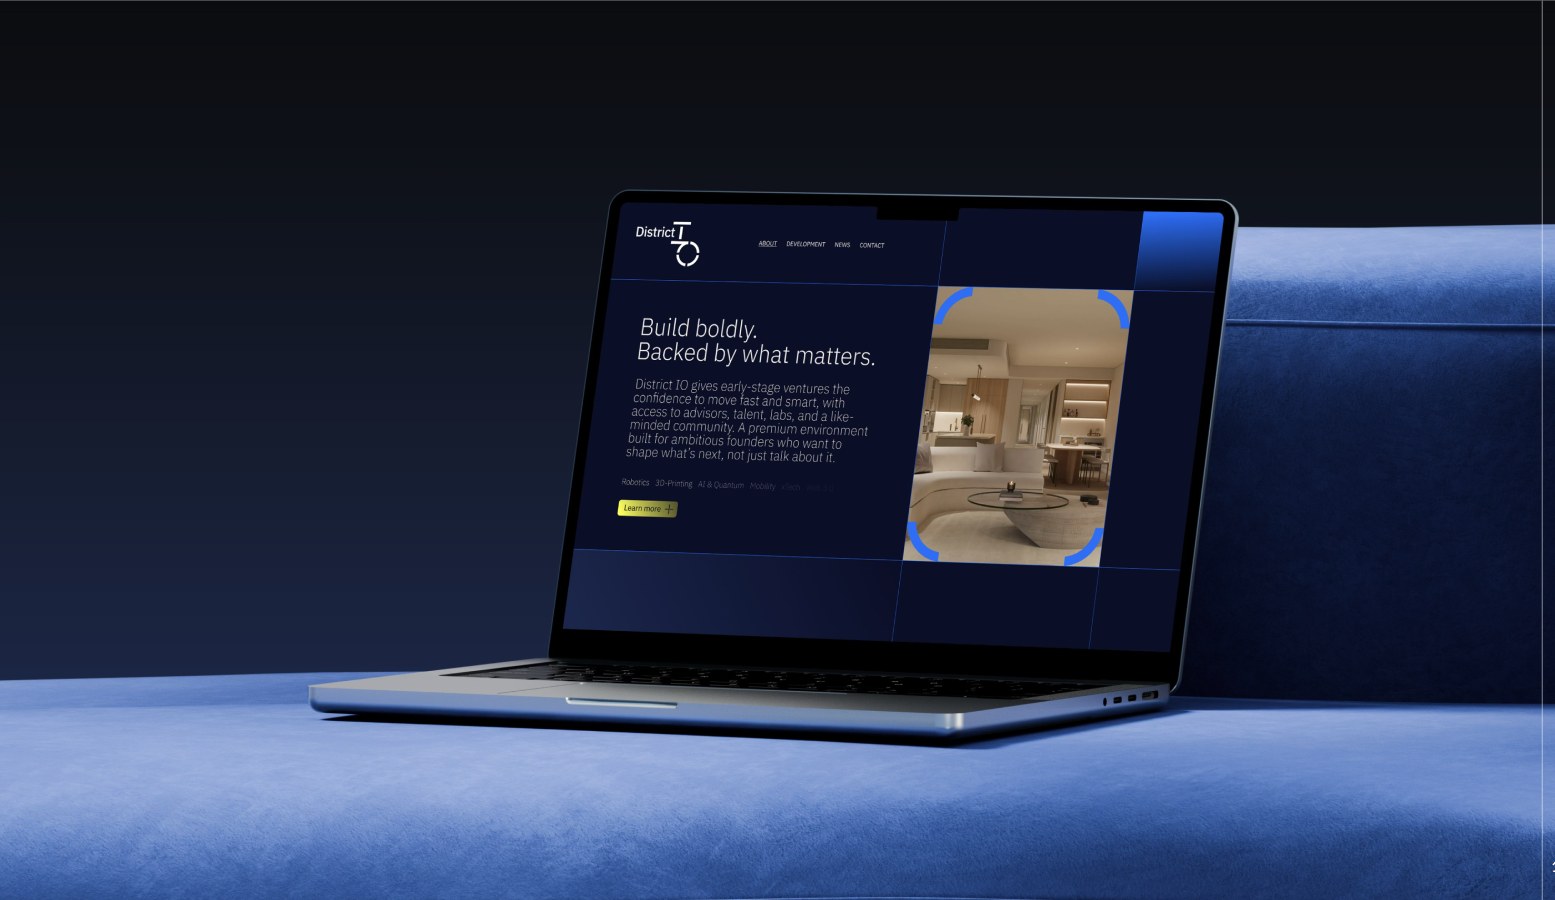 District IO
ABOUT DEVELOPMENT NEWS CONTACT
Build boldly.
Backed by what matters.
District IO gives early-stage ventures the
confidence to move fast and smart, with
access to advisors, talent, labs, and a like-
minded community. A premium environment
built for ambitious founders who want to
shape what's next, not just talk about it.
Robotics 3D-Printing AI & Quantum Mobility
Learn more